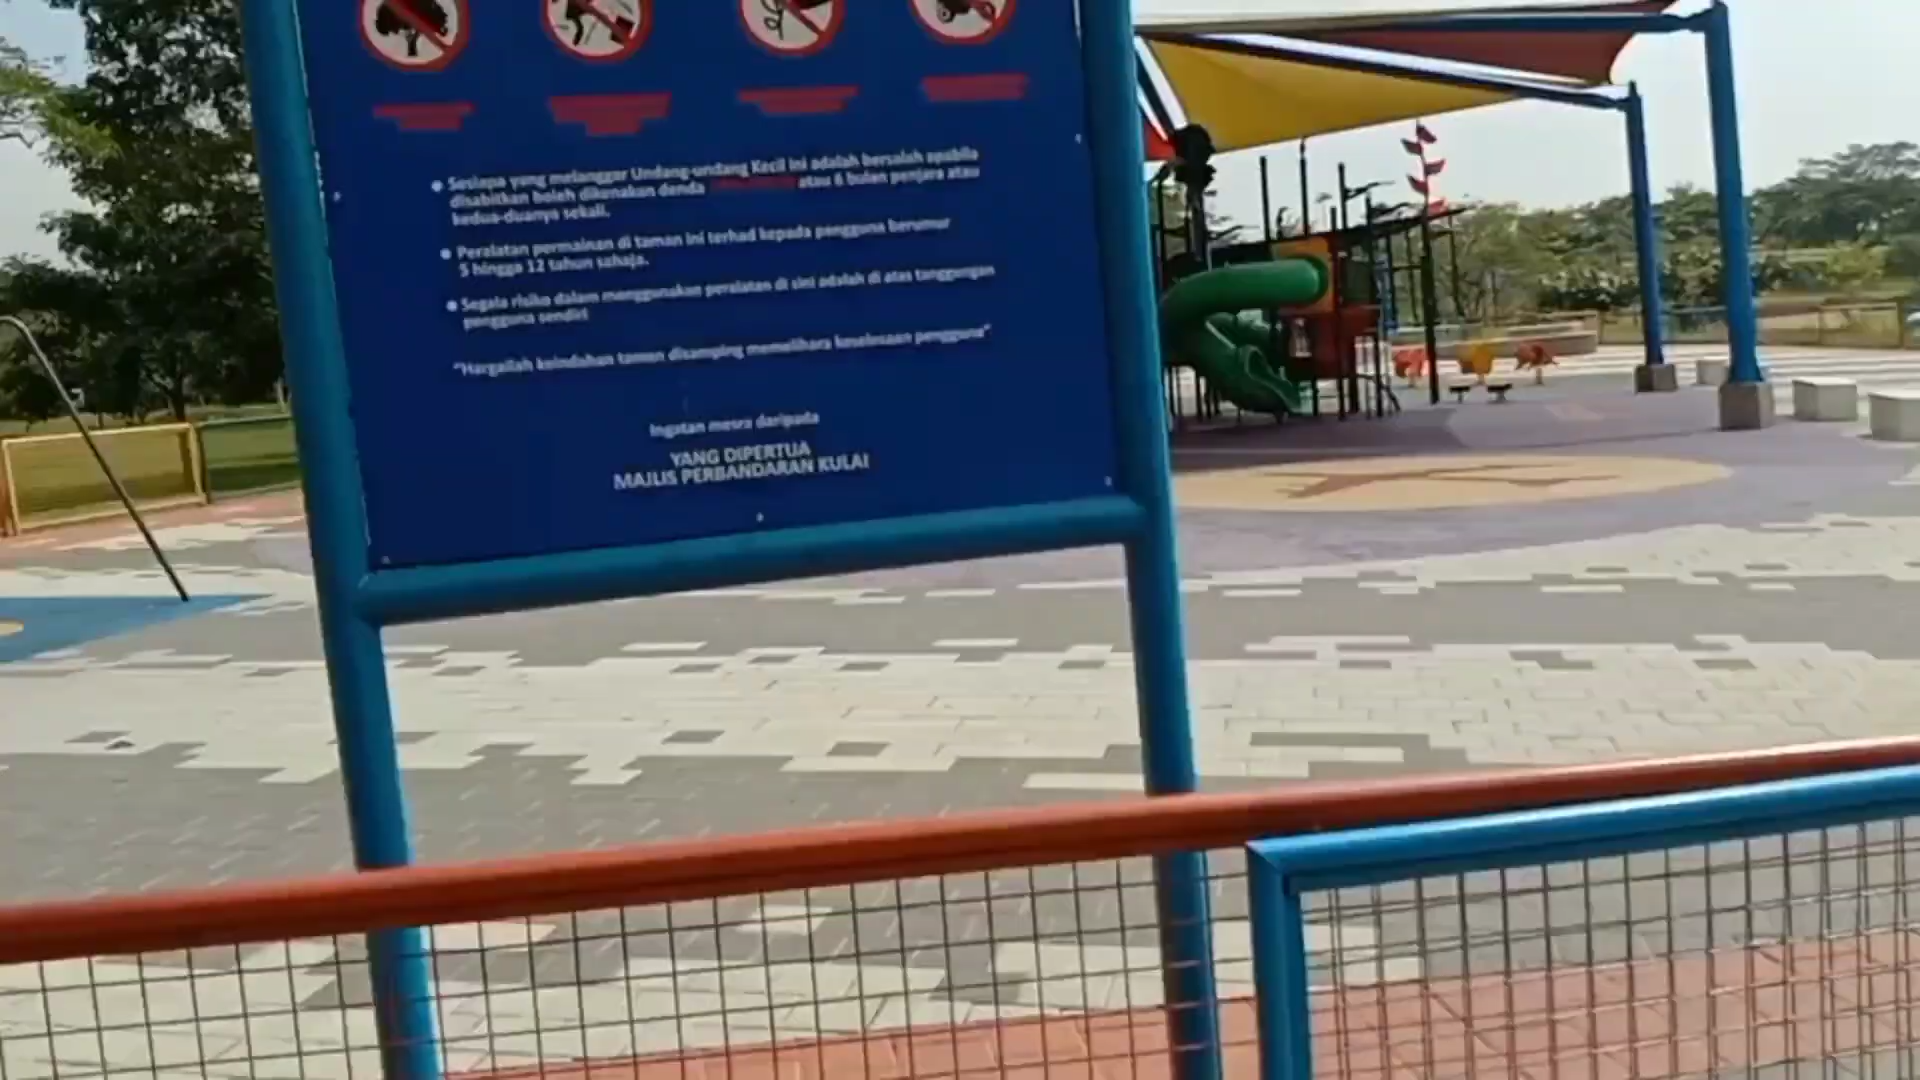 Sesiapa yang melanggar Undang-undang Kecil ini adalah bersalah apabila
disabitkan boleh dikenakan denda atau 6 bulan penjara atau
kedua-duanya sekali.
Peralatan permainan di taman ini terhad kepada pengguna berumur
5 hingga 12 tahun sahaja.
Segala risiko dalam menggunakan peralatan di sini adalah di atas tanggungan
pengguna sendiri
"Hargailah keindahan taman disamping memelihara keselesaan pengguna"
Ingatan mesra daripada
YANG DIPERTUA
MAJLIS PERBANDARAN KULAI